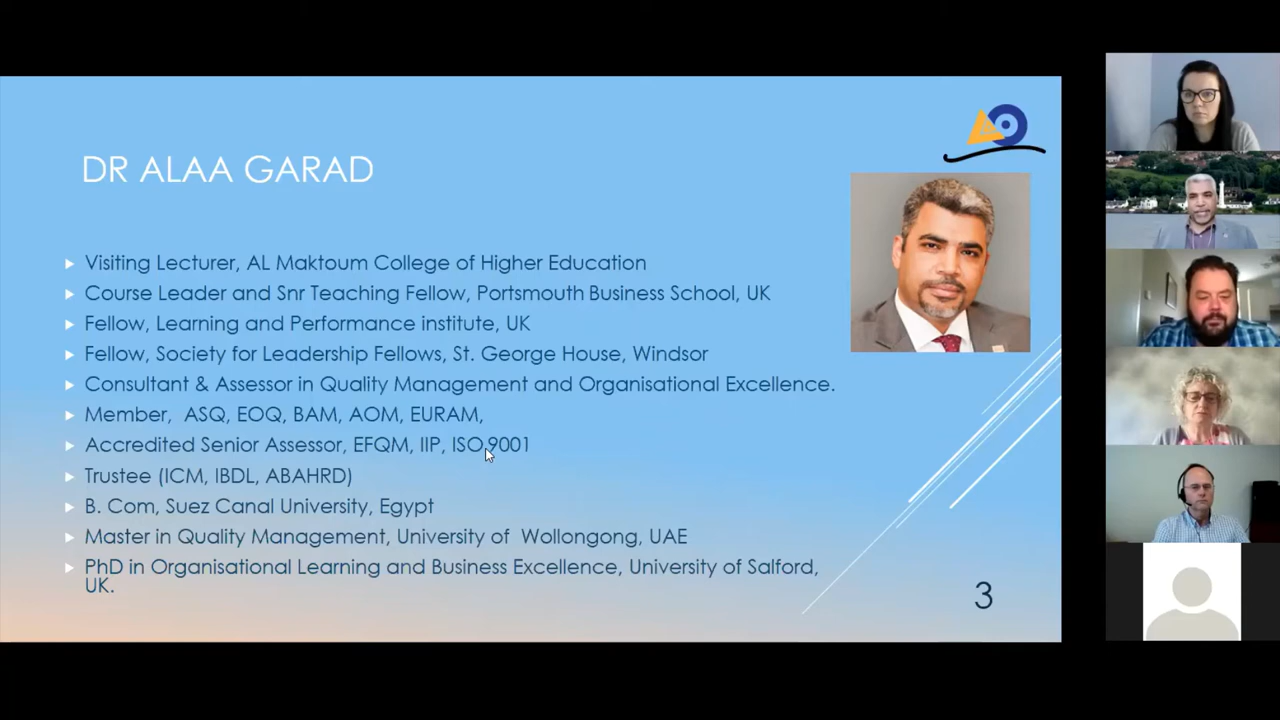 DR ALAA GARAD
Visiting Lecturer, AL Maktoum College of Higher Education
Course Leader and Snr Teaching Fellow, Portsmouth Business School, UK
Fellow, Learning and Performance institute, UK
Fellow, Society for Leadership Fellows, St. George House, Windsor
Consultant & Assessor in Quality Management and Organisational Excellence.
Member, ASQ, EOQ, BAM, AOM, EURAM,
Accredited Senior Assessor, EFQM, IIP, ISO 9001
Trustee (ICM, IBDL, ABAHRD)
B. Com, Suez Canal University, Egypt
Master in Quality Management, University of Wollongong, UAE
PhD in Organisational Learning and Business Excellence, University of Salford,
UK.
3